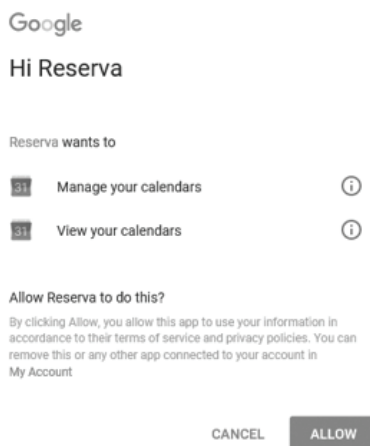 Google
Hi Reserva
Reserva wants to
31 Manage your calendars
31 View your calendars
Allow Reserva to do this?
By clicking Allow, you allow this app to use your information in
accordance to their terms of service and privacy policies. You can
remove this or any other app connected to your account in
My Account
CANCEL ALLOW